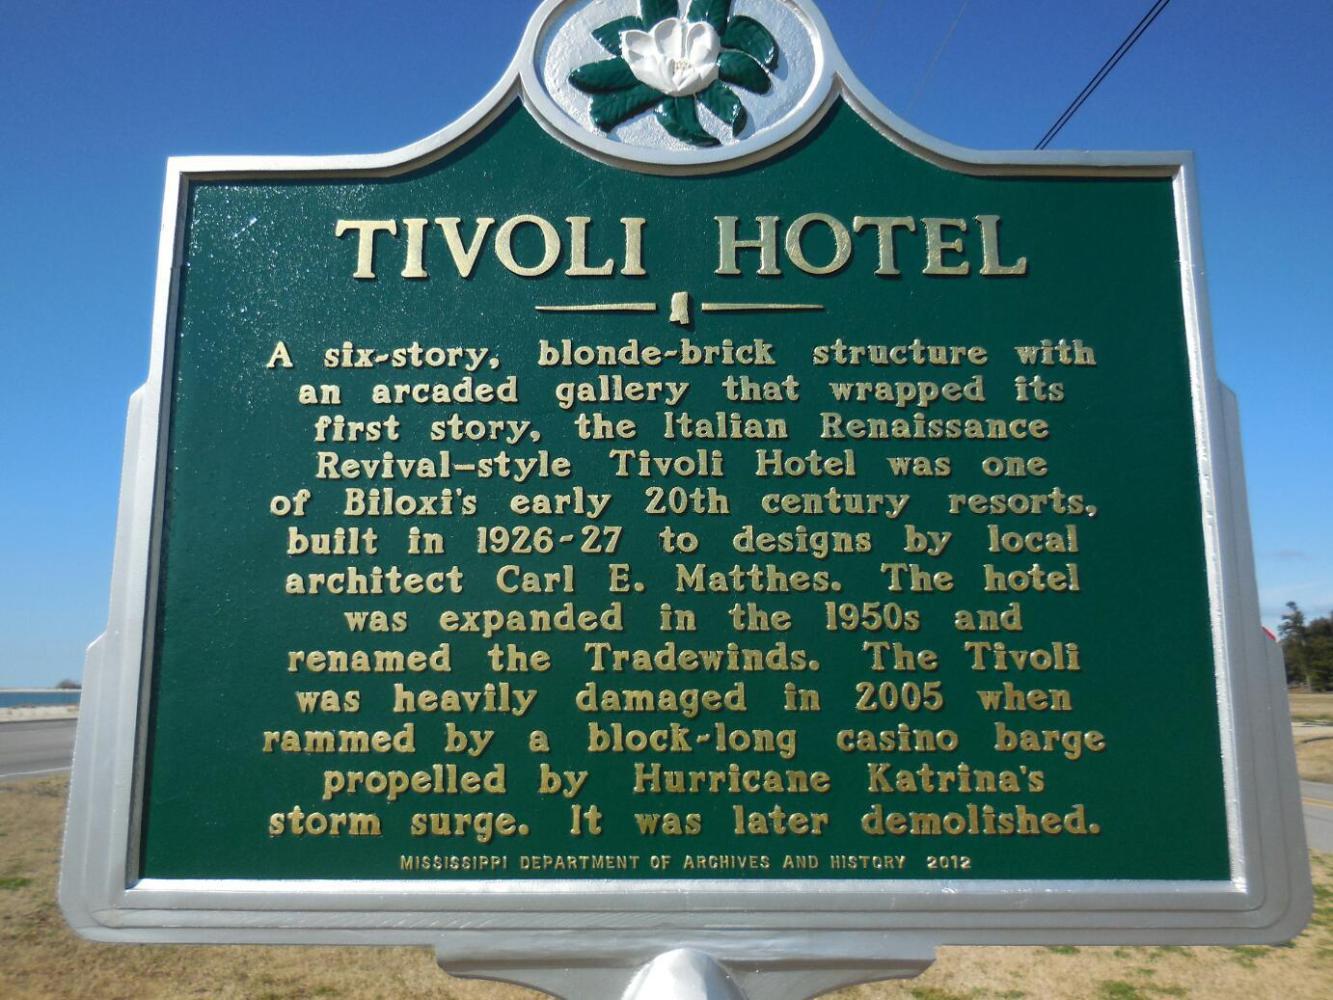 TIVOLI HOTEL
A six-story, blonde-brick structure with
an arcaded gallery that wrapped its
first story, the Italian Renaissance
Revival-style Tivoli Hotel was one
of Biloxi's early 20th century resorts,
built in 1926-27 to designs by local
architect Carl E. Matthes. The hotel
was expanded in the 1950s and
renamed the Tradewinds. The Tivoli
was heavily damaged in 2005 when
rammed by a block-long casino barge
propelled by Hurricane Katrina's
storm surge. It was later demolished.
MISSISSIPPI DEPARTMENT OF ARCHIVES AND HISTORY 2012